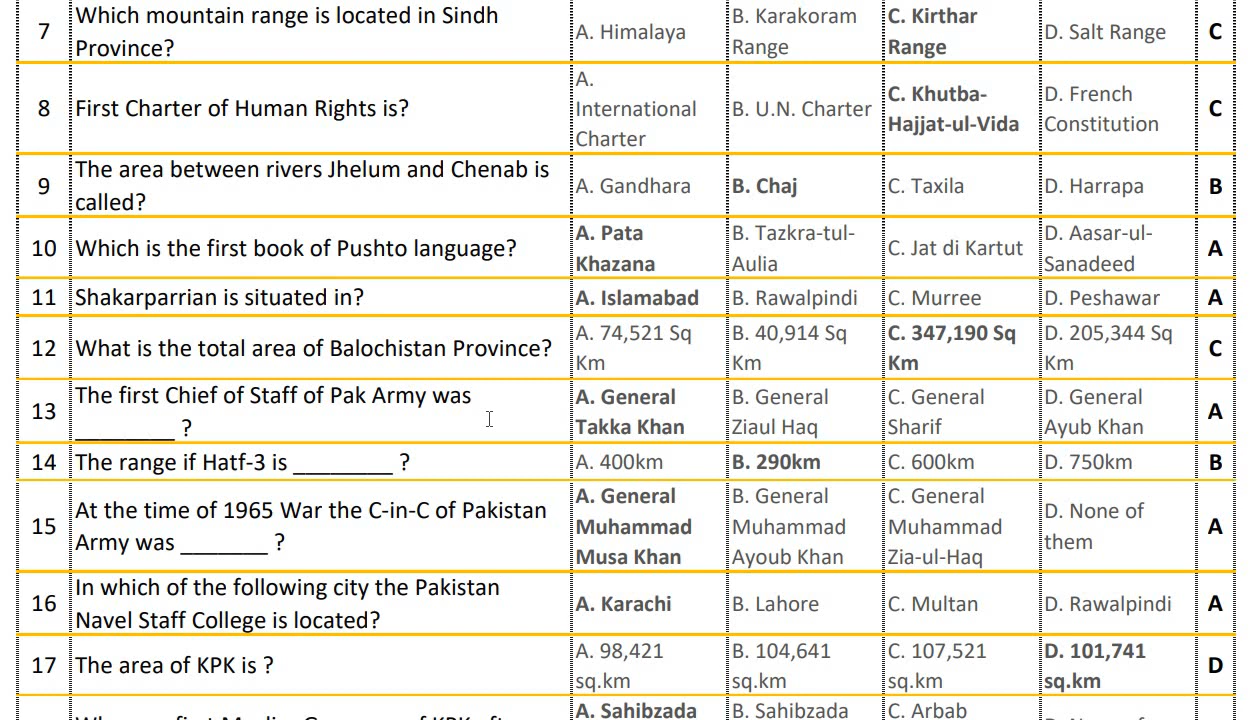 7 Which mountain range is located in Sindh Province? A. Himalaya B. Karakoram Range C. Kirthar Range D. Salt Range C
8 First Charter of Human Rights is? A. International Charter B. U.N. Charter C. Khutba-Hajjat-ul-Vida D. French Constitution C
9 The area between rivers Jhelum and Chenab is called? A. Gandhara B. Chaj C. Taxila D. Harrapa B
10 Which is the first book of Pushto language? A. Pata Khazana B. Tazkra-tul-Aulia C. Jat di Kartut D. Aasar-ul-Sanadeed A
11 Shakarparrian is situated in? A. Islamabad B. Rawalpindi C. Murree D. Peshawar A
12 What is the total area of Balochistan Province? A. 74,521 Sq Km B. 40,914 Sq Km C. 347,190 Sq Km D. 205,344 Sq Km C
13 The first Chief of Staff of Pak Army was ________ ? A. General Takka Khan B. General Ziaul Haq C. General Sharif D. General Ayub Khan A
14 The range if Hatf-3 is ________ ? A. 400km B. 290km C. 600km D. 750km B
15 At the time of 1965 War the C-in-C of Pakistan Army was _______ ? A. General Muhammad Musa Khan B. General Muhammad Ayoub Khan C. General Muhammad Zia-ul-Haq D. None of them A
16 In which of the following city the Pakistan Navel Staff College is located? A. Karachi B. Lahore C. Multan D. Rawalpindi A
17 The area of KPK is ? A. 98,421 sq.km B. 104,641 sq.km C. 107,521 sq.km D. 101,741 sq.km D
A. Sahibzada B. Sahibzada C. Arbab